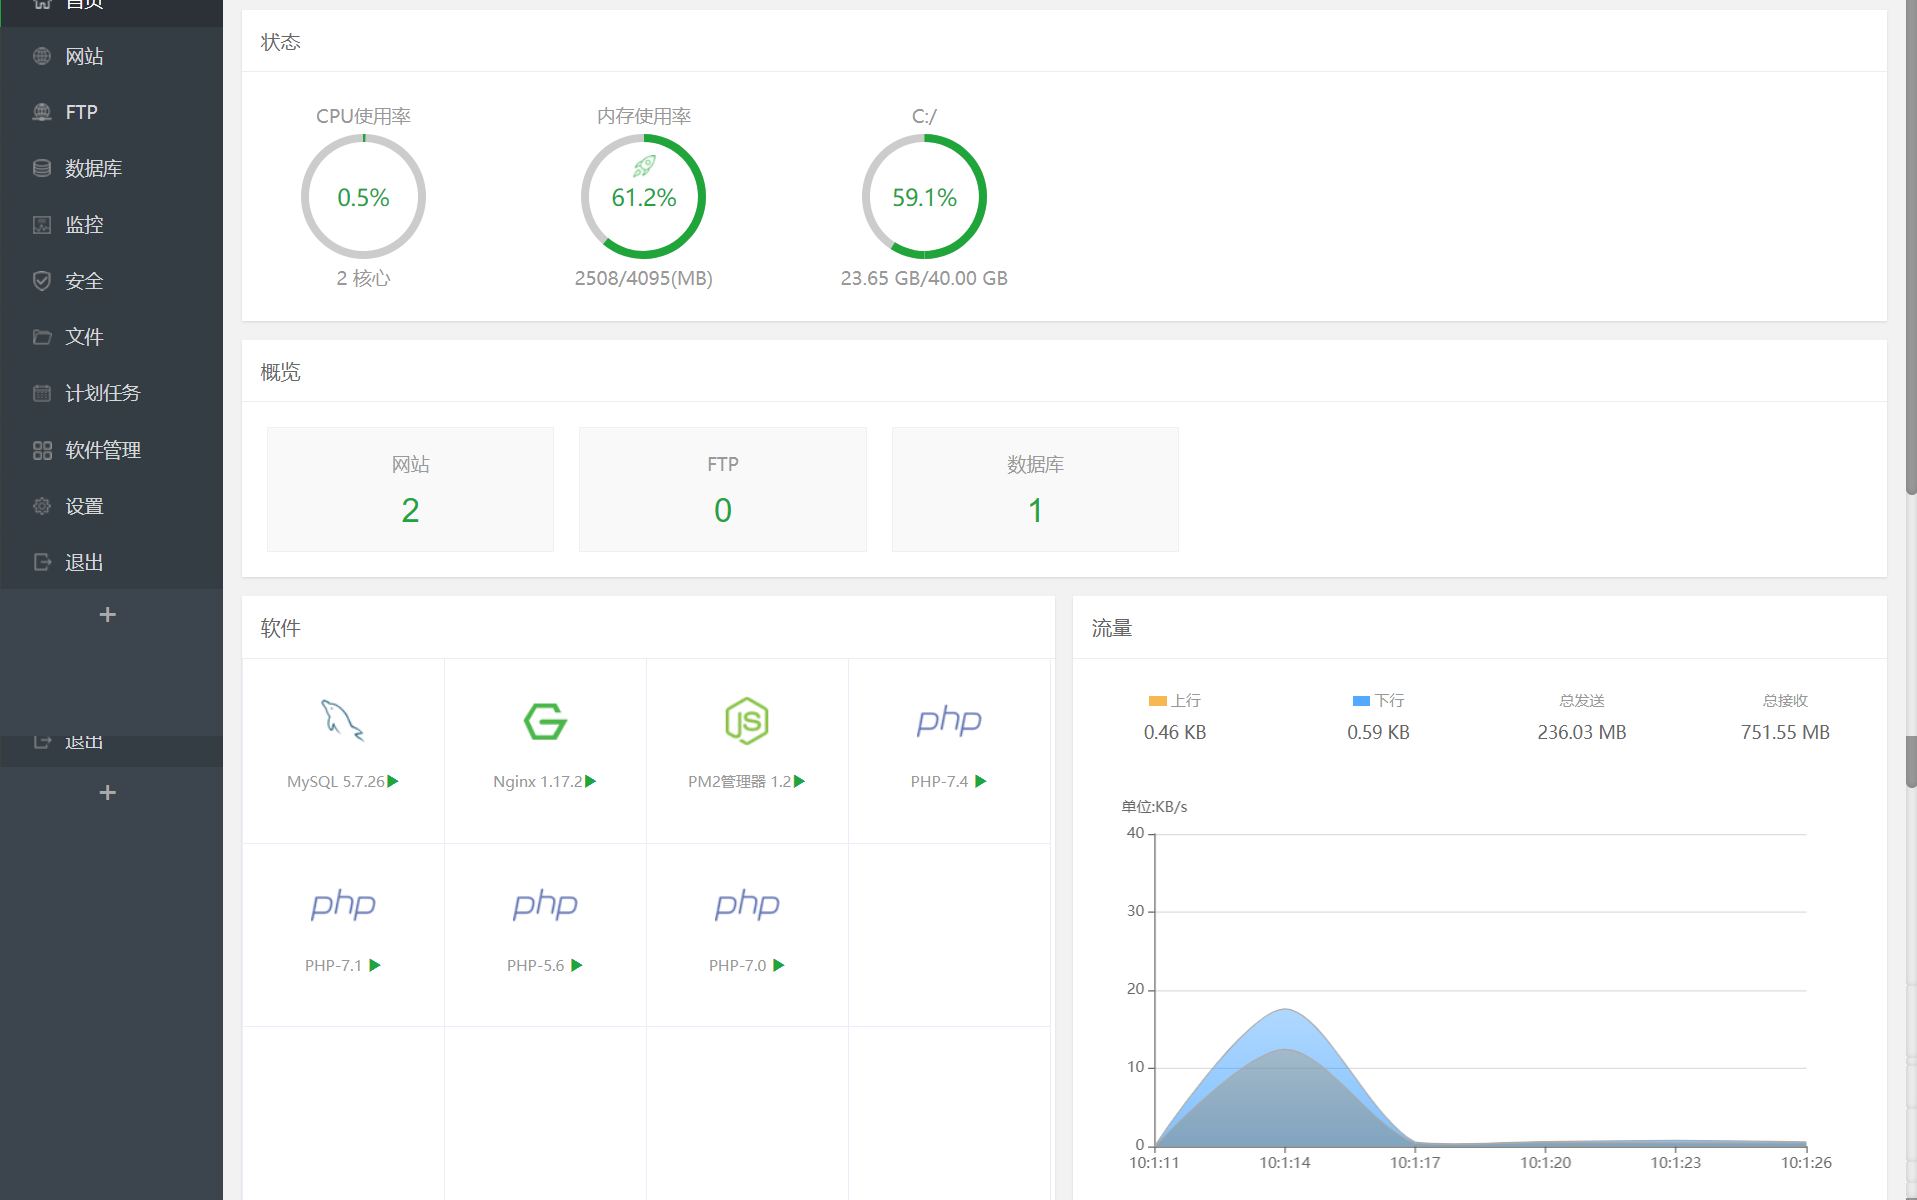 首页
网站
FTP
数据库
监控
安全
文件
计划任务
软件管理
设置
退出
+
退出
+
状态
CPU使用率
0.5%
2 核心
内存使用率
61.2%
2508/4095(MB)
C:/
59.1%
23.65 GB/40.00 GB
概览
网站
2
FTP
0
数据库
1
软件
MySQL 5.7.26
Nginx 1.17.2
JS
PM2管理器 1.2
php
PHP-7.4
php
PHP-7.1
php
PHP-5.6
php
PHP-7.0
流量
上行
0.46 KB
下行
0.59 KB
总发送
236.03 MB
总接收
751.55 MB
单位:KB/s
40
30
20
10
0
10:1:11 10:1:14 10:1:17 10:1:20 10:1:23 10:1:26